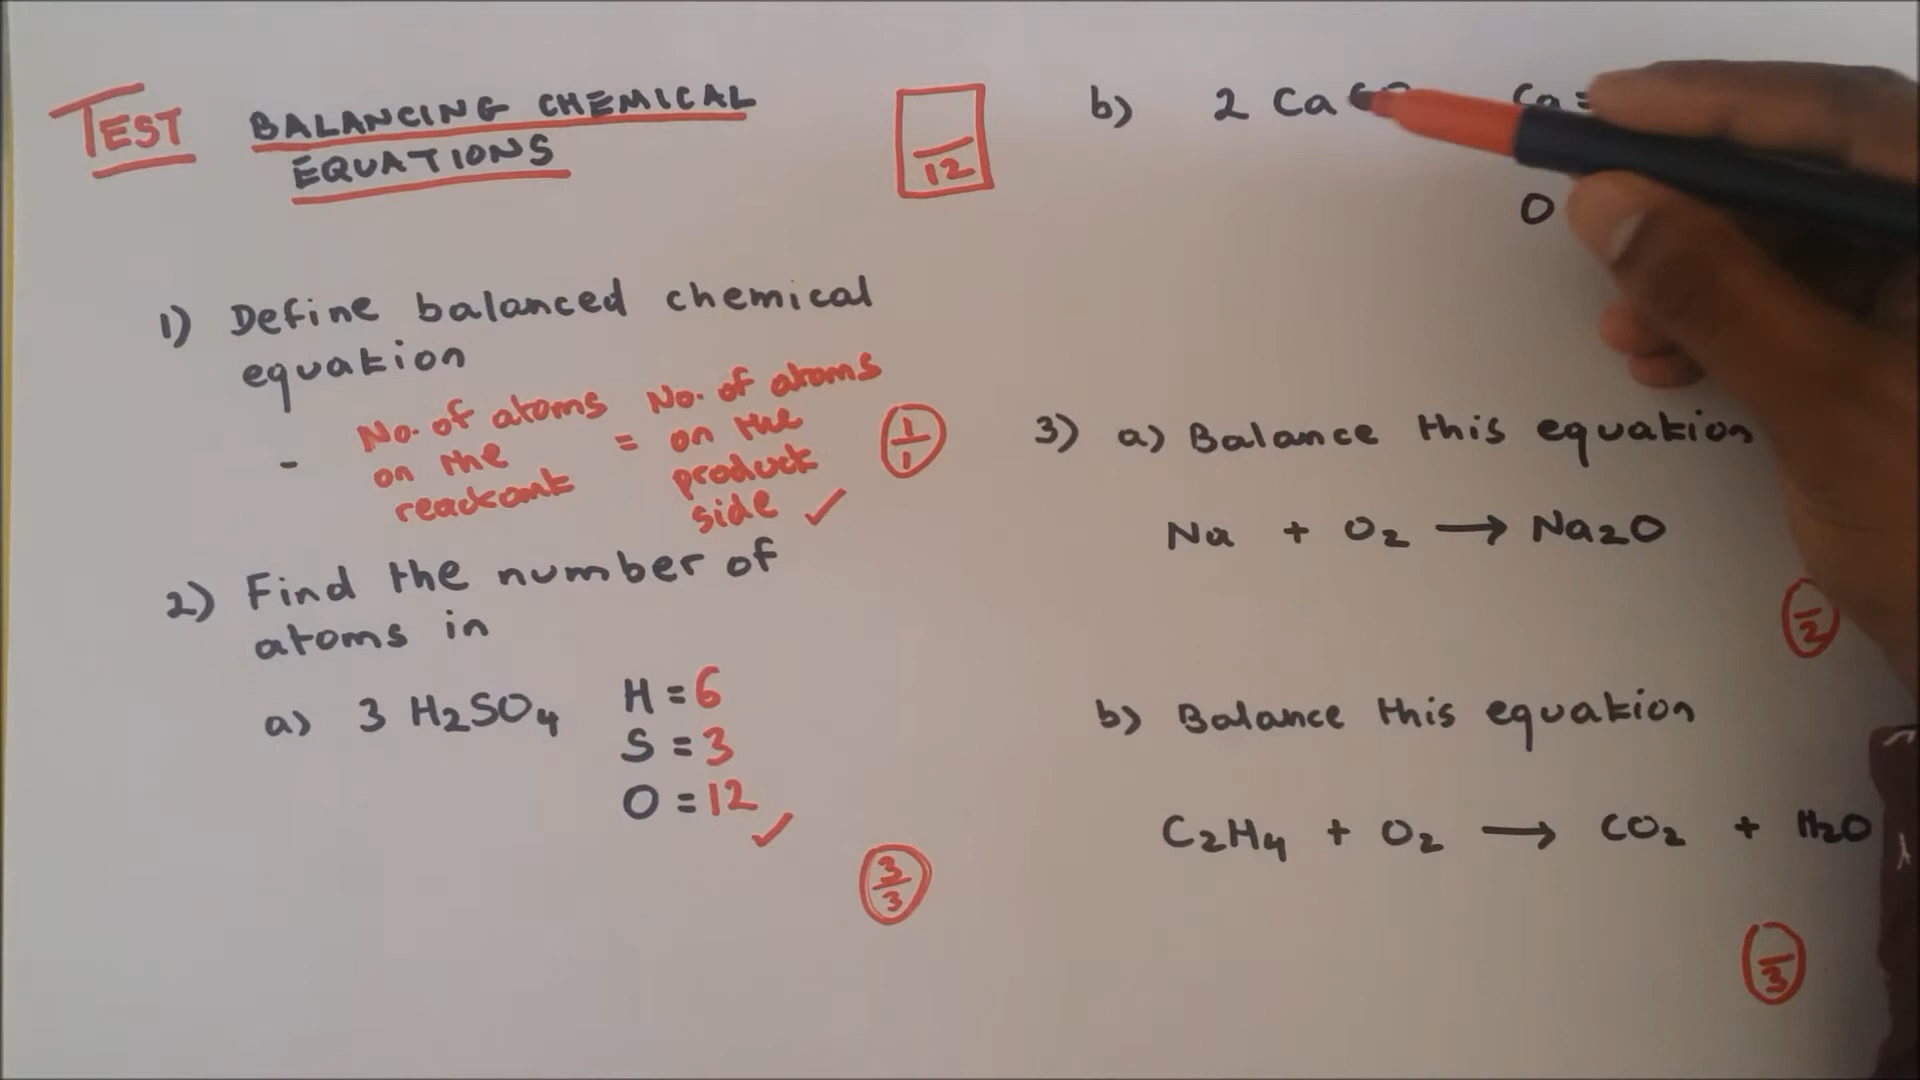 TEST BALANCING CHEMICAL
EQUATIONS
12
1) Define balanced chemical
equation
- No. of atoms = No. of atoms
on the on the
reactant product
side ✓
1/1
2) Find the number of
atoms in
a) 3 H2SO4 H = 6
S = 3
O = 12 ✓
3/3
b) 2 Ca Ca =
O
3) a) Balance this equation
Na + O2 → Na2O
2
b) Balance this equation
C2H4 + O2 → CO2 + H2O
3